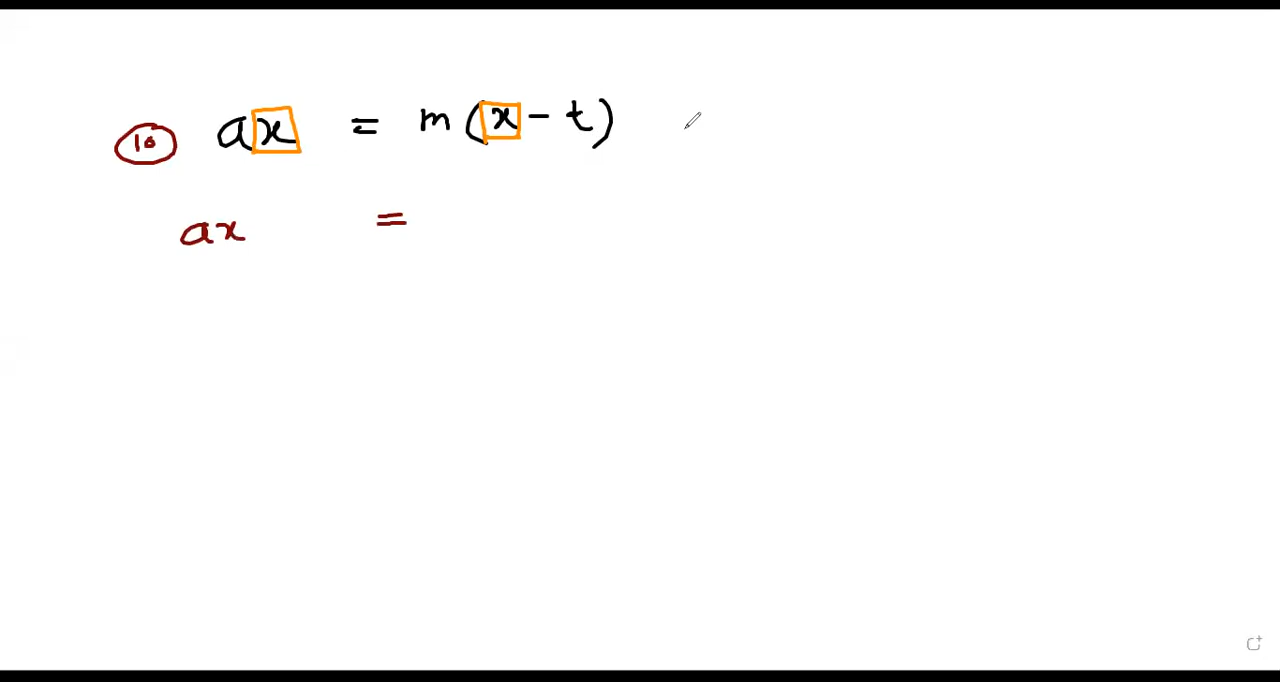 10 ax = m(x - t)
ax =